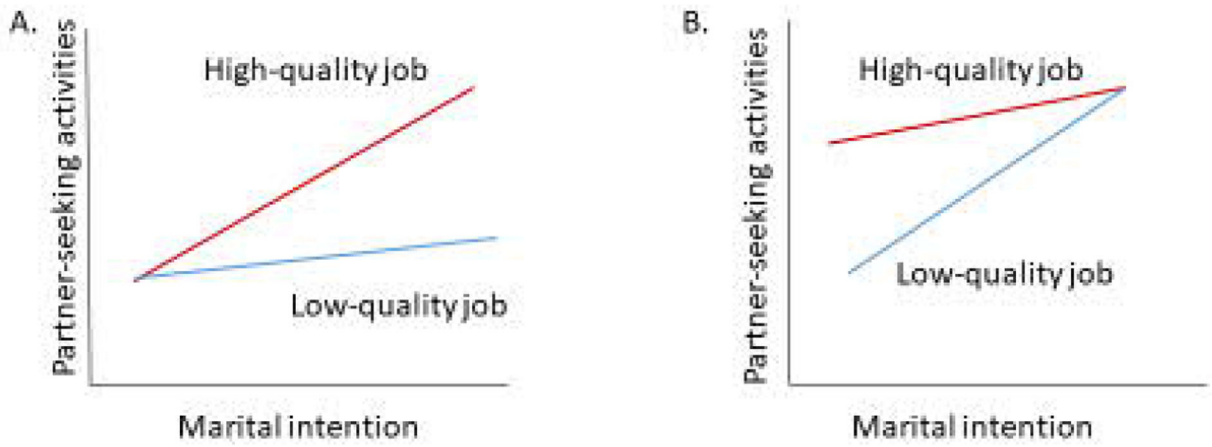 A.
Partner-seeking activities
High-quality job
Low-quality job
Marital intention
B.
Partner-seeking activities
High-quality job
Low-quality job
Marital intention